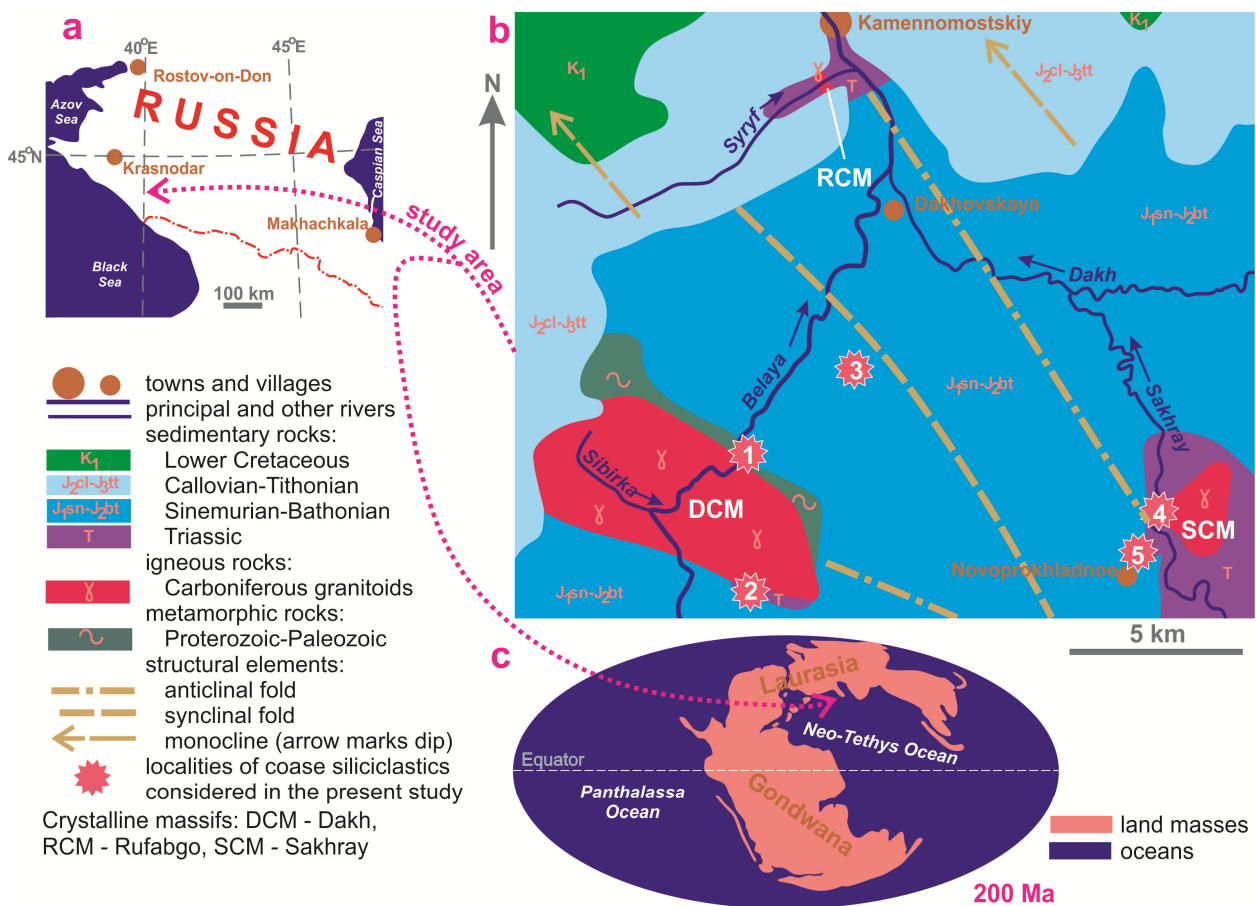 a
40°E
45°E
Rostov-on-Don
RUSSIA
Azov
Sea
45°N
Krasnodar
Caspian Sea
Makhachkala
Black
Sea
100 km
study area
N
towns and villages
principal and other rivers
sedimentary rocks:
K1 Lower Cretaceous
J2cl-J3tt Callovian-Tithonian
J1sn-J2bt Sinemurian-Bathonian
T Triassic
igneous rocks:
γ Carboniferous granitoids
metamorphic rocks:
Proterozoic-Paleozoic
structural elements:
anticlinal fold
synclinal fold
monocline (arrow marks dip)
localities of coase siliciclastics
considered in the present study
Crystalline massifs: DCM - Dakh,
RCM - Rufabgo, SCM - Sakhray
b
Kamennomostskiy
K1
K1
J2cl-J3tt
γ
T
Syryf
RCM
Dakhovskaya
J1sn-J2bt
Dakh
J2cl-J3tt
Belaya
3
J1sn-J2bt
Sakhray
1
Sibirka
γ
DCM
γ
γ
4
γ
SCM
5
Novoprokhladnoe
2
T
T
J1sn-J2bt
5 km
c
Laurasia
Neo-Tethys Ocean
Equator
Panthalassa
Ocean
Gondwana
land masses
oceans
200 Ma